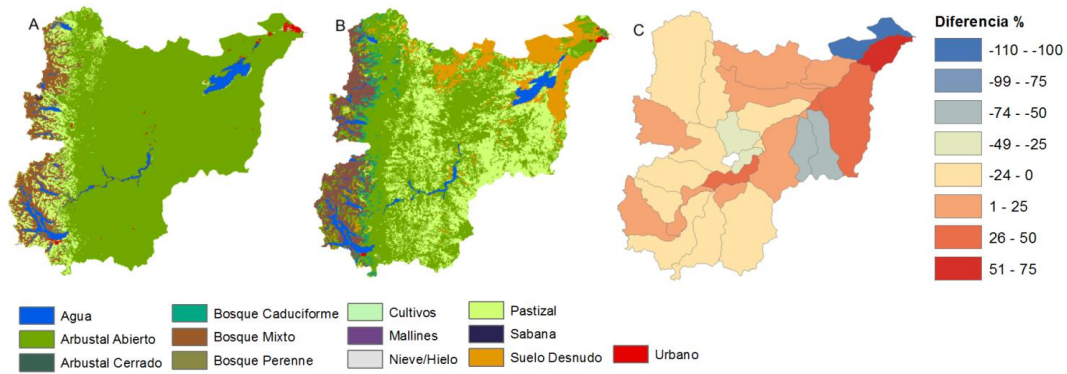 A
B
C
Diferencia %
-110 - -100
-99 - -75
-74 - -50
-49 - -25
-24 - 0
1 - 25
26 - 50
51 - 75
Agua
Arbustal Abierto
Arbustal Cerrado
Bosque Caduciforme
Bosque Mixto
Bosque Perenne
Cultivos
Mallines
Nieve/Hielo
Pastizal
Sabana
Suelo Desnudo
Urbano